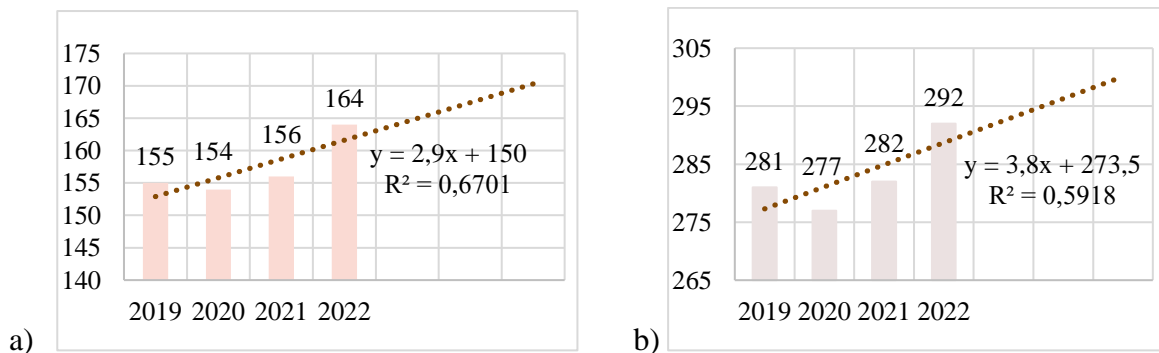 175
170
165
160
155
150
145
140
155
154
156
164
y = 2,9x + 150
R² = 0,6701
2019 2020 2021 2022
a)
305
295
285
275
265
281
277
282
292
y = 3,8x + 273,5
R² = 0,5918
2019 2020 2021 2022
b)